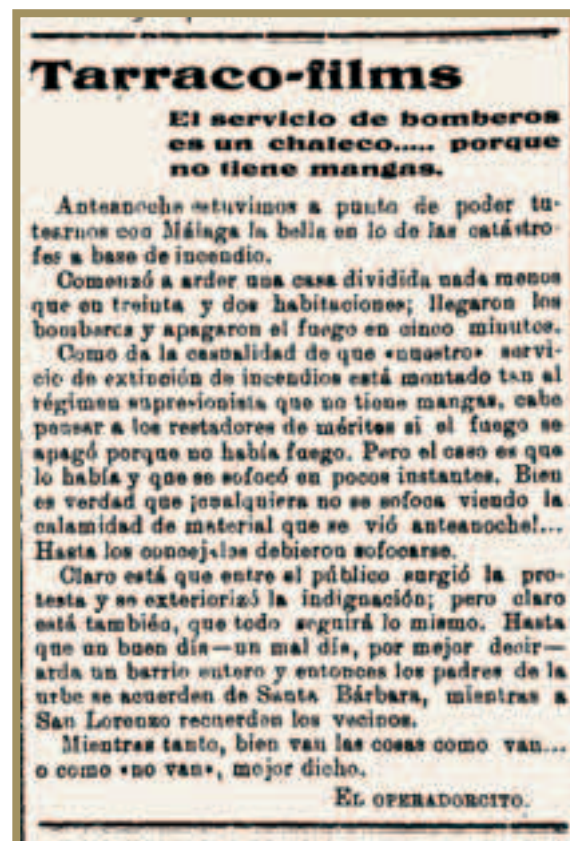 Tarraco-films
El servicio de bomberos
es un chaleco..... porque
no tiene mangas.
Anteanoche estuvimos a punto de poder tu-
tearnos con Málaga la bella en lo de las catástro-
fes a base de incendio.
Comenzó a arder una casa dividida nada menos
que en treinta y dos habitaciones; llegaron los
bomberos y apagaron el fuego en cinco minutos.
Como da la casualidad de que «nuestro» servi-
cio de extinción de incendios está montado tan al
régimen supresionista que no tiene mangas, cabe
pensar a los restadores de méritos si el fuego se
apagó porque no había fuego. Pero el caso es que
lo había y que se sofocó en pocos instantes. Bien
es verdad que ¡cualquiera no se sofoca viendo la
calamidad de material que se vió anteanoche!...
Hasta los concejales debieron sofocarse.
Claro está que entre el público surgió la pro-
testa y se exteriorizó la indignación; pero claro
está también, que todo seguirá lo mismo. Hasta
que un buen día—un mal día, por mejor decir—
arda un barrio entero y entonces los padres de la
urbe se acuerden de Santa Bárbara, mientras a
San Lorenzo recuerden los vecinos.
Mientras tanto, bien van las cosas como van...
o como «no van», mejor dicho.
EL OPERADORCITO.